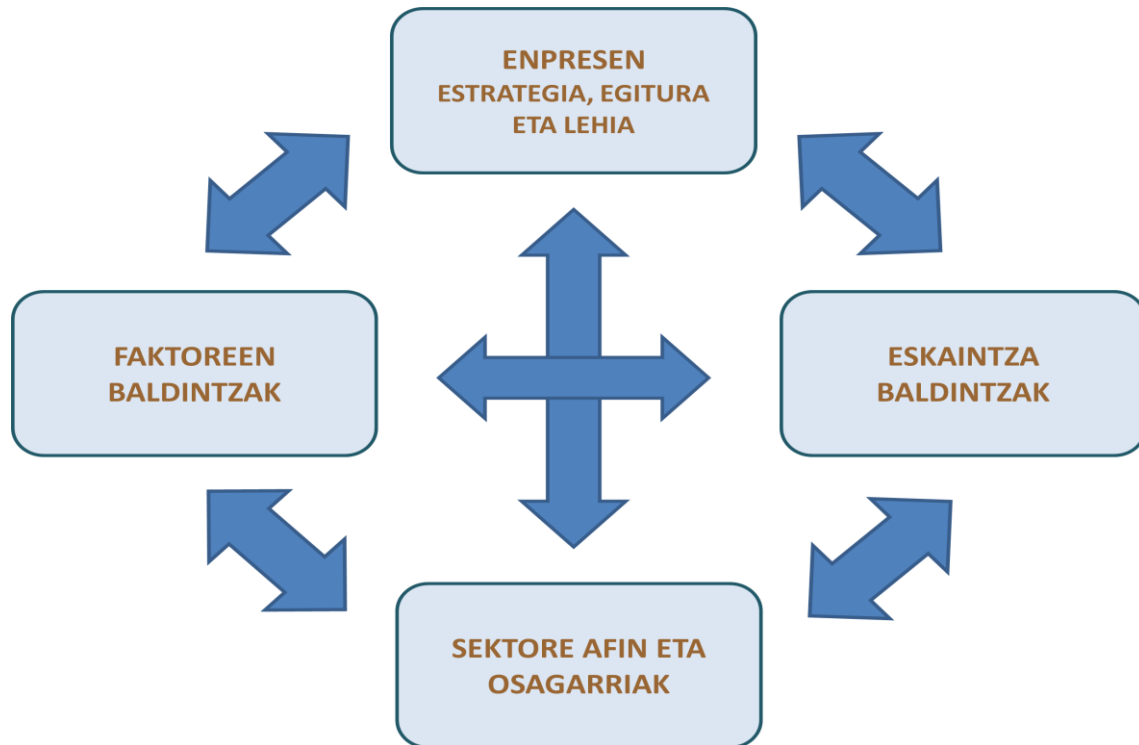 ENPRESEN
ESTRATEGIA, EGITURA
ETA LEHIA
FAKTOREEN
BALDINTZAK
ESKAINTZA
BALDINTZAK
SEKTORE AFIN ETA
OSAGARRIAK